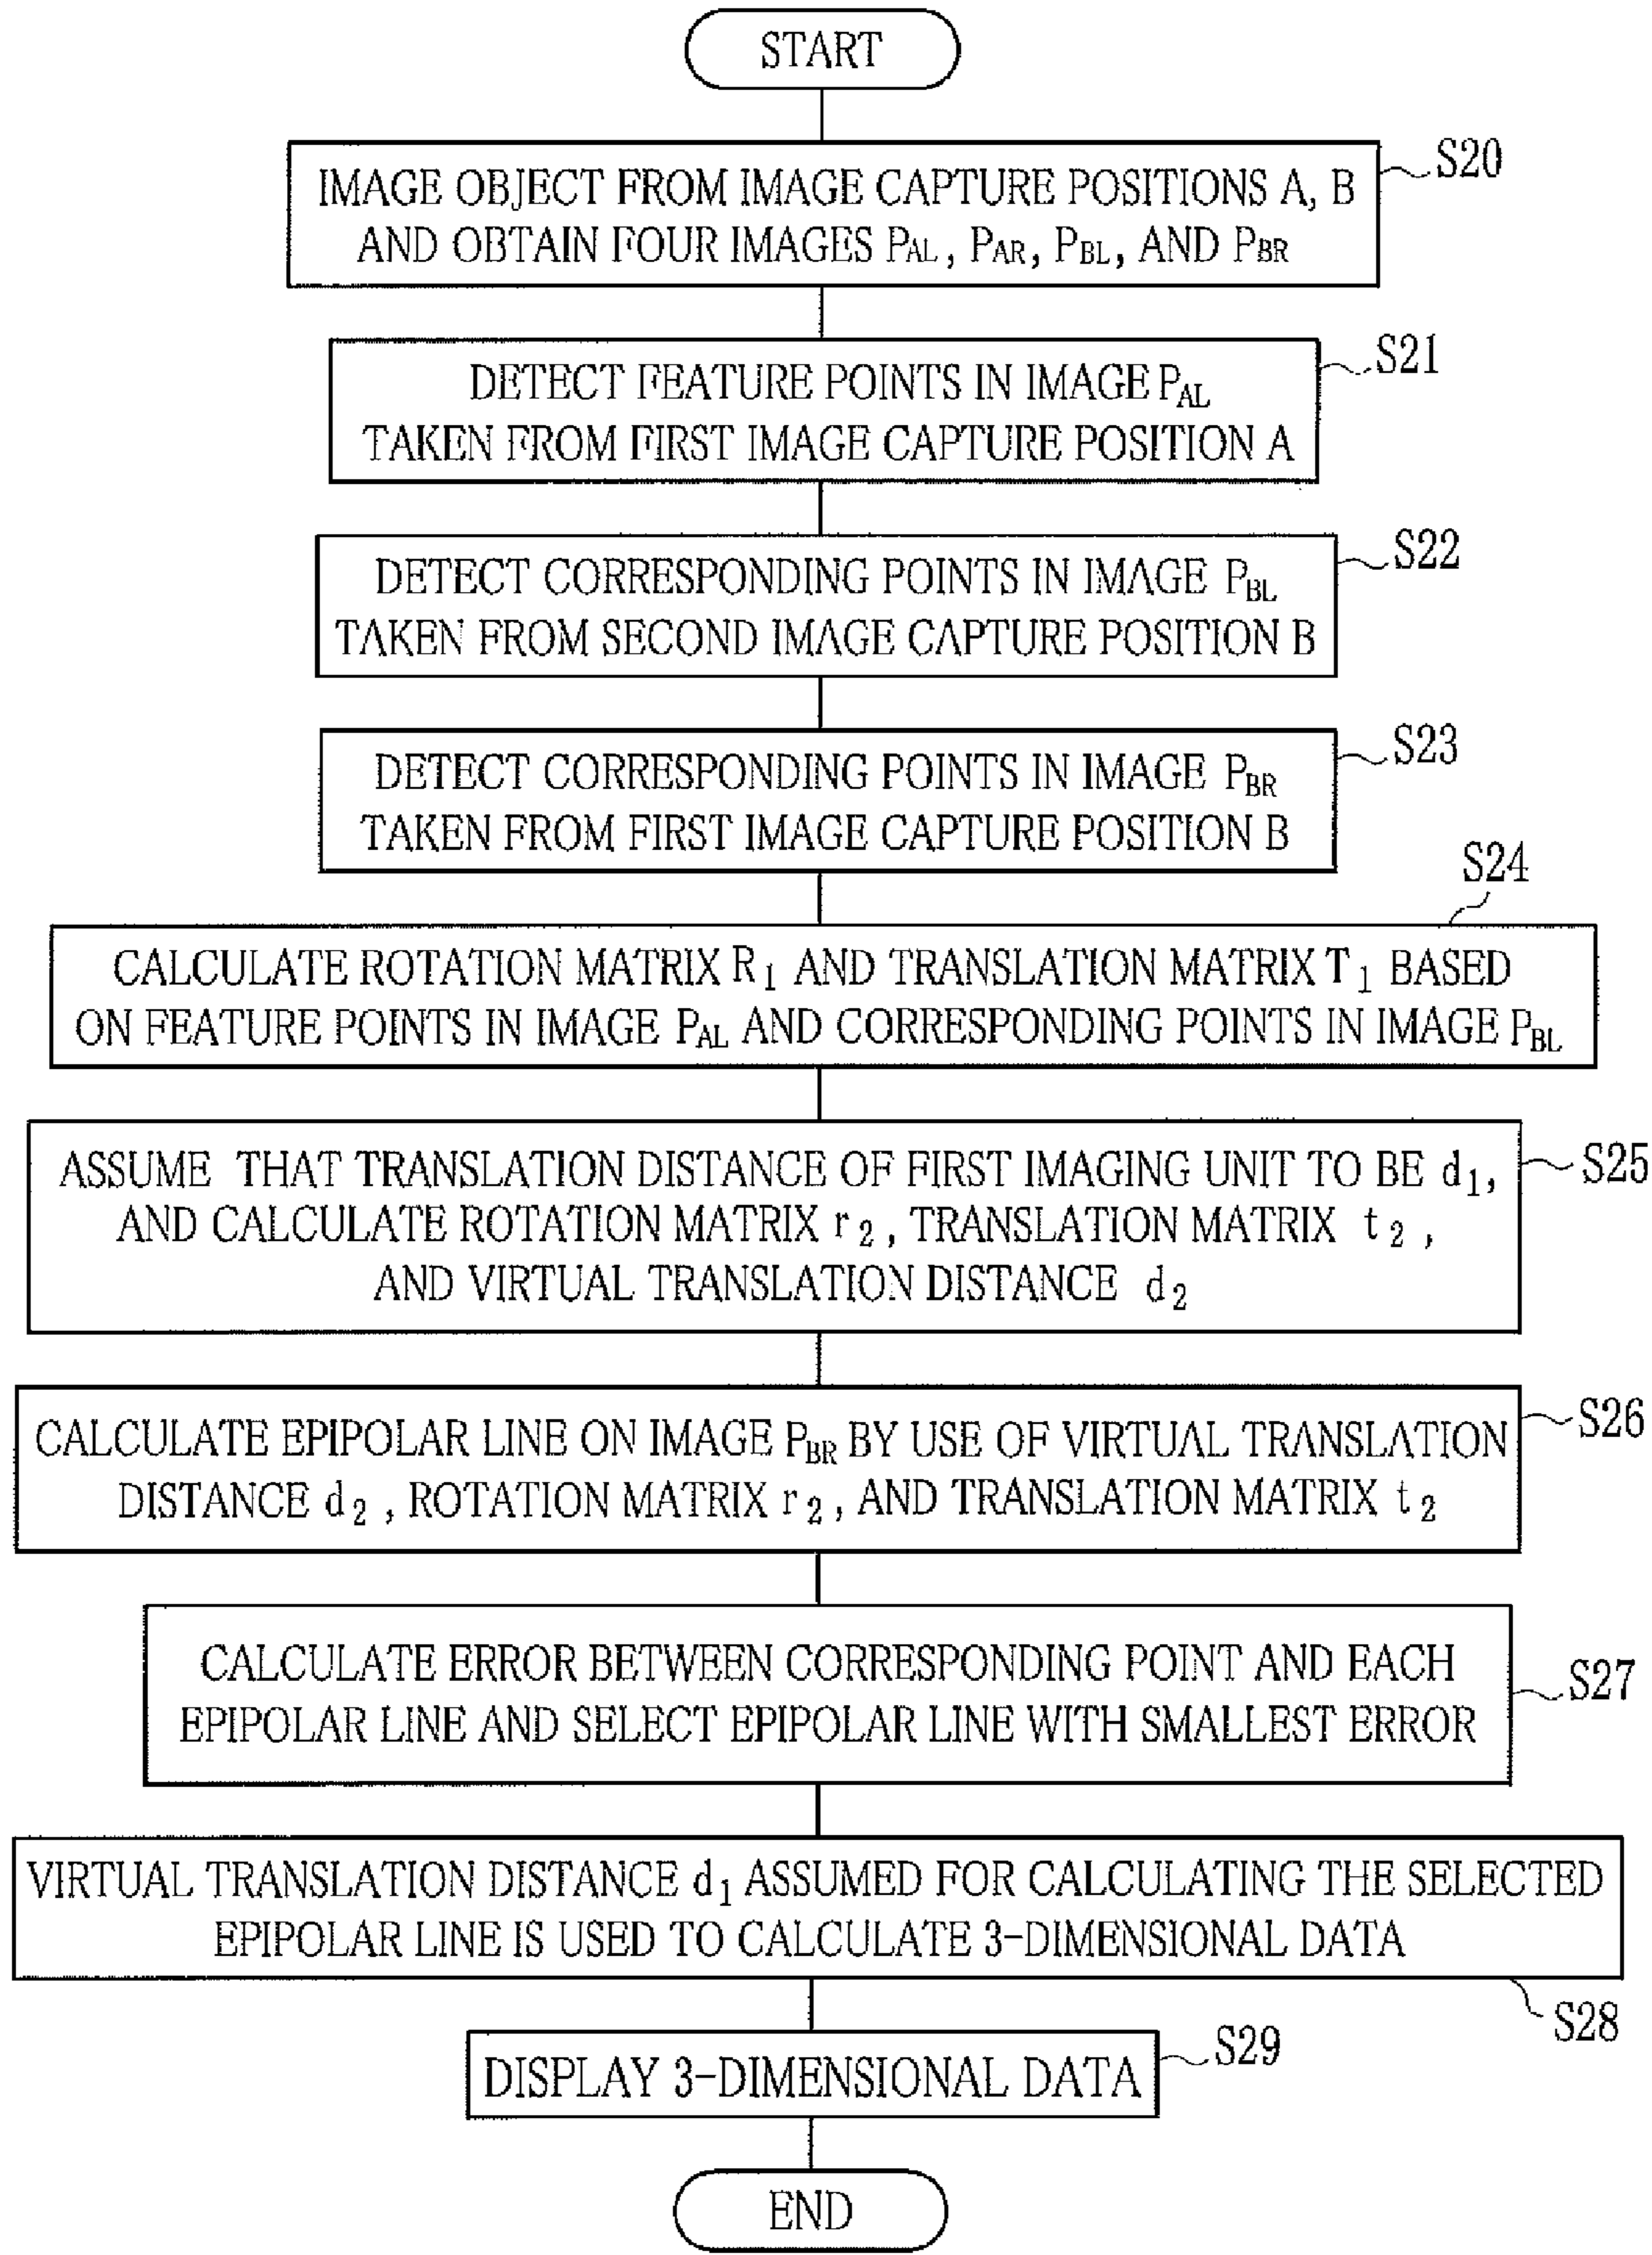 START
S20
IMAGE OBJECT FROM IMAGE CAPTURE POSITIONS A, B
AND OBTAIN FOUR IMAGES PAL, PAR, PBL, AND PBR
S21
DETECT FEATURE POINTS IN IMAGE PAL
TAKEN FROM FIRST IMAGE CAPTURE POSITION A
S22
DETECT CORRESPONDING POINTS IN IMAGE PBL
TAKEN FROM SECOND IMAGE CAPTURE POSITION B
S23
DETECT CORRESPONDING POINTS IN IMAGE PBR
TAKEN FROM FIRST IMAGE CAPTURE POSITION B
S24
CALCULATE ROTATION MATRIX R1 AND TRANSLATION MATRIX T1 BASED
ON FEATURE POINTS IN IMAGE PAL AND CORRESPONDING POINTS IN IMAGE PBL
S25
ASSUME THAT TRANSLATION DISTANCE OF FIRST IMAGING UNIT TO BE d1,
AND CALCULATE ROTATION MATRIX r2, TRANSLATION MATRIX t2,
AND VIRTUAL TRANSLATION DISTANCE d2
S26
CALCULATE EPIPOLAR LINE ON IMAGE PBR BY USE OF VIRTUAL TRANSLATION
DISTANCE d2, ROTATION MATRIX r2, AND TRANSLATION MATRIX t2
S27
CALCULATE ERROR BETWEEN CORRESPONDING POINT AND EACH
EPIPOLAR LINE AND SELECT EPIPOLAR LINE WITH SMALLEST ERROR
VIRTUAL TRANSLATION DISTANCE d1 ASSUMED FOR CALCULATING THE SELECTED
EPIPOLAR LINE IS USED TO CALCULATE 3-DIMENSIONAL DATA
S28
S29
DISPLAY 3-DIMENSIONAL DATA
END